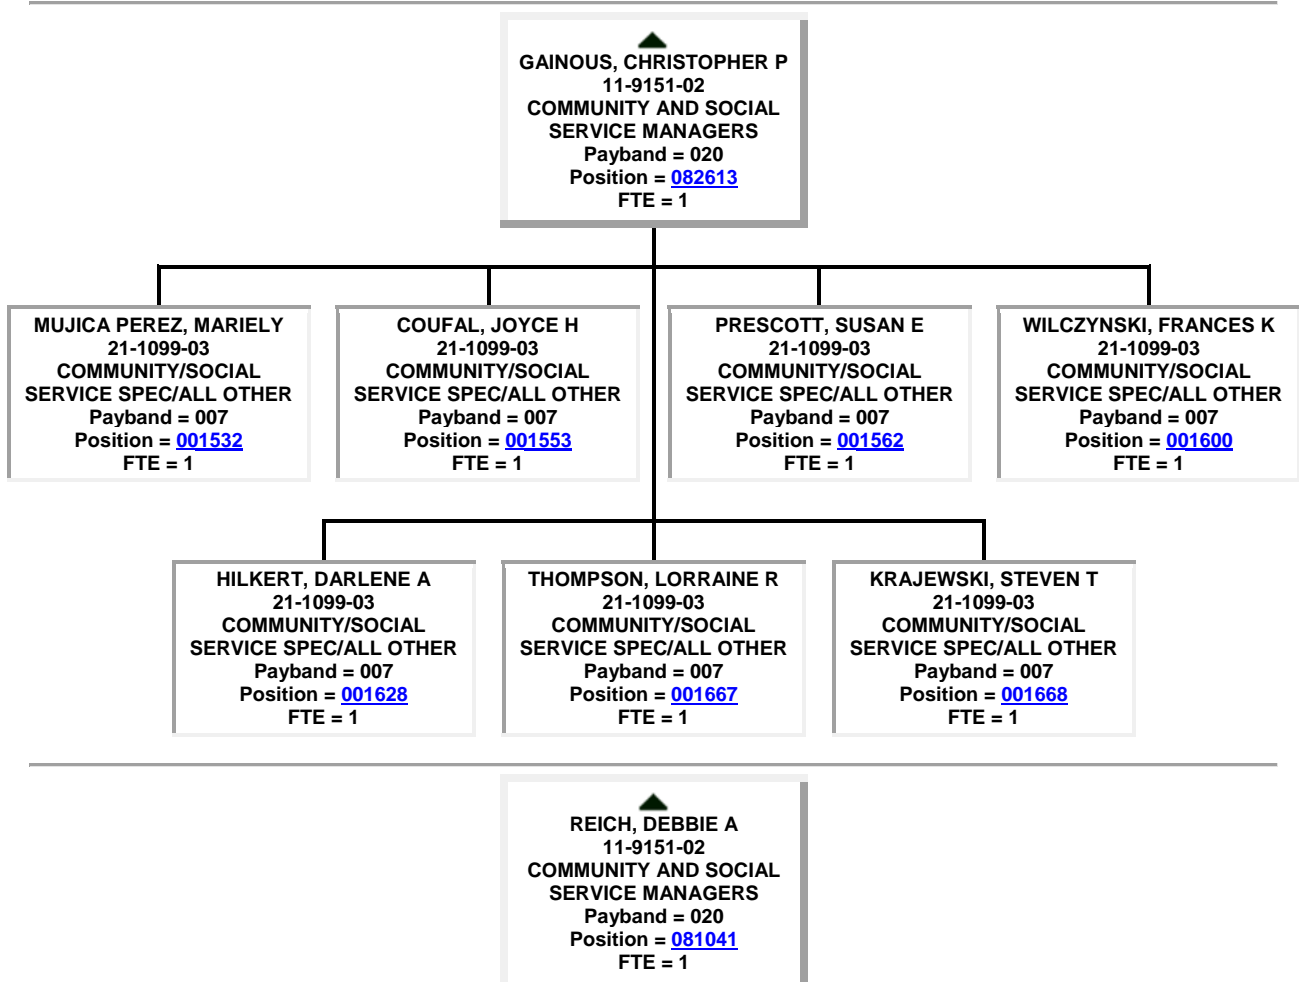 GAINOUS, CHRISTOPHER P
11-9151-02
COMMUNITY AND SOCIAL
SERVICE MANAGERS
Payband = 020
Position = 082613
FTE = 1
MUJICA PEREZ, MARIELY
21-1099-03
COMMUNITY/SOCIAL
SERVICE SPEC/ALL OTHER
Payband = 007
Position = 001532
FTE = 1
COUFAL, JOYCE H
21-1099-03
COMMUNITY/SOCIAL
SERVICE SPEC/ALL OTHER
Payband = 007
Position = 001553
FTE = 1
PRESCOTT, SUSAN E
21-1099-03
COMMUNITY/SOCIAL
SERVICE SPEC/ALL OTHER
Payband = 007
Position = 001562
FTE = 1
WILCZYNSKI, FRANCES K
21-1099-03
COMMUNITY/SOCIAL
SERVICE SPEC/ALL OTHER
Payband = 007
Position = 001600
FTE = 1
HILKERT, DARLENE A
21-1099-03
COMMUNITY/SOCIAL
SERVICE SPEC/ALL OTHER
Payband = 007
Position = 001628
FTE = 1
THOMPSON, LORRAINE R
21-1099-03
COMMUNITY/SOCIAL
SERVICE SPEC/ALL OTHER
Payband = 007
Position = 001667
FTE = 1
KRAJEWSKI, STEVEN T
21-1099-03
COMMUNITY/SOCIAL
SERVICE SPEC/ALL OTHER
Payband = 007
Position = 001668
FTE = 1
REICH, DEBBIE A
11-9151-02
COMMUNITY AND SOCIAL
SERVICE MANAGERS
Payband = 020
Position = 081041
FTE = 1